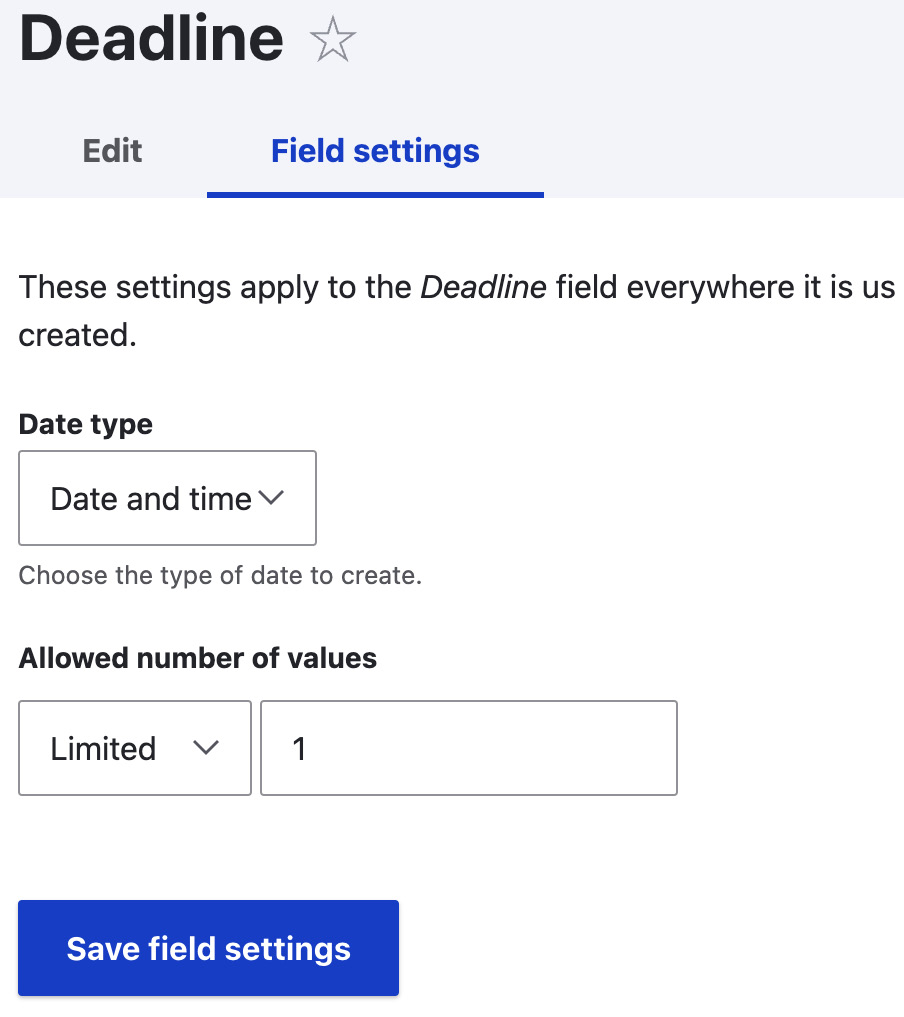 Deadline
Edit
Field settings
These settings apply to the Deadline field everywhere it is us
created.
Date type
Date and time
Choose the type of date to create.
Allowed number of values
Limited
1
Save field settings